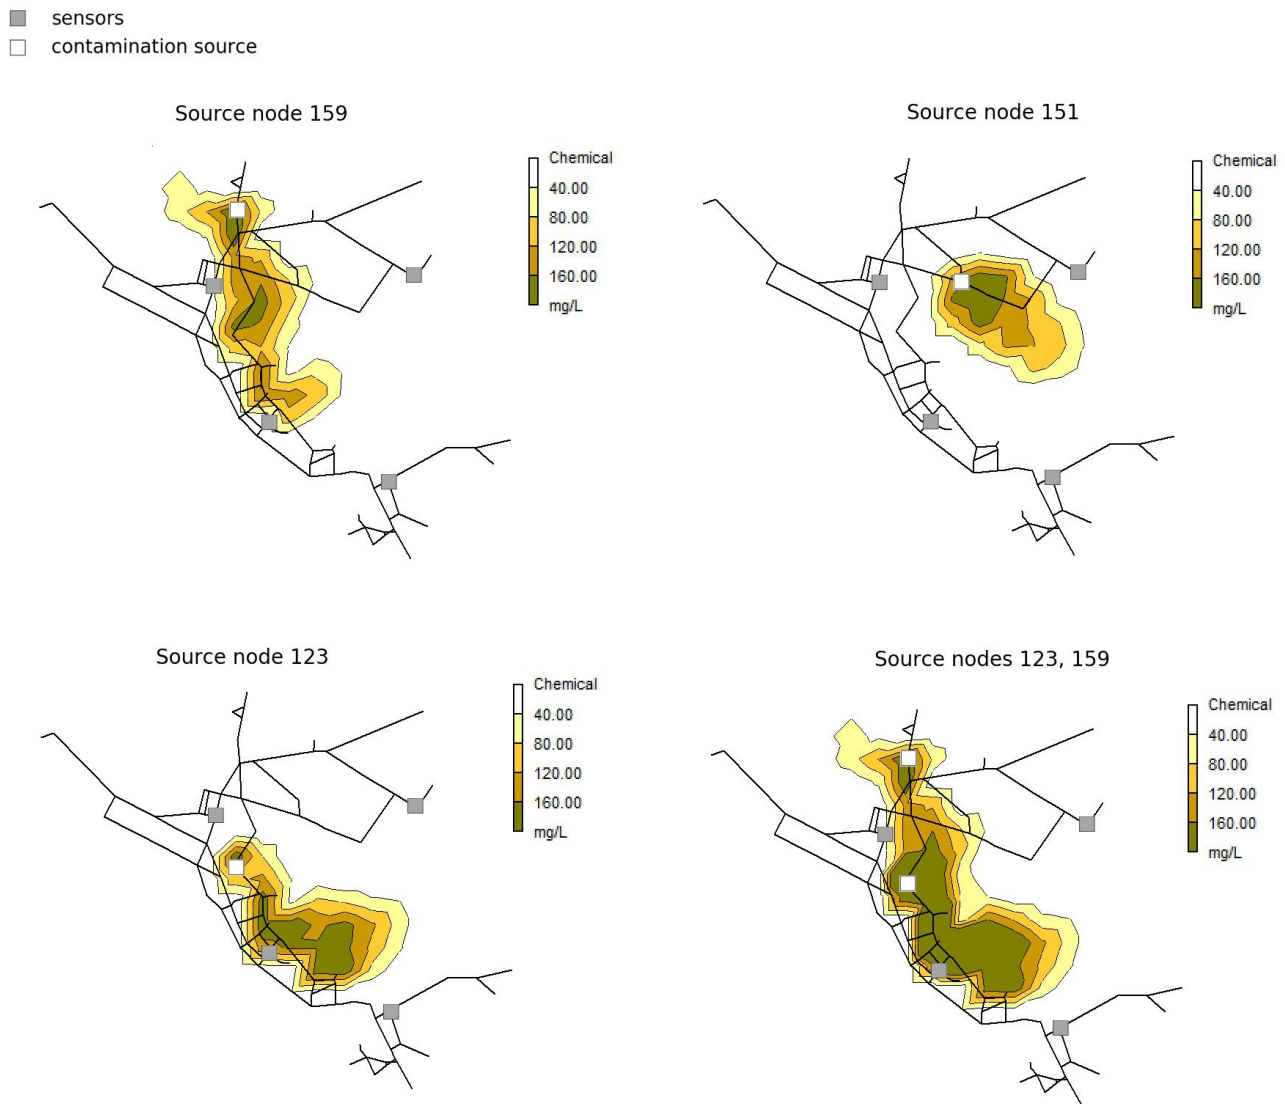 sensors
contamination source
Source node 159
Chemical
40.00
80.00
120.00
160.00
mg/L
Source node 151
Chemical
40.00
80.00
120.00
160.00
mg/L
Source node 123
Chemical
40.00
80.00
120.00
160.00
mg/L
Source nodes 123, 159
Chemical
40.00
80.00
120.00
160.00
mg/L